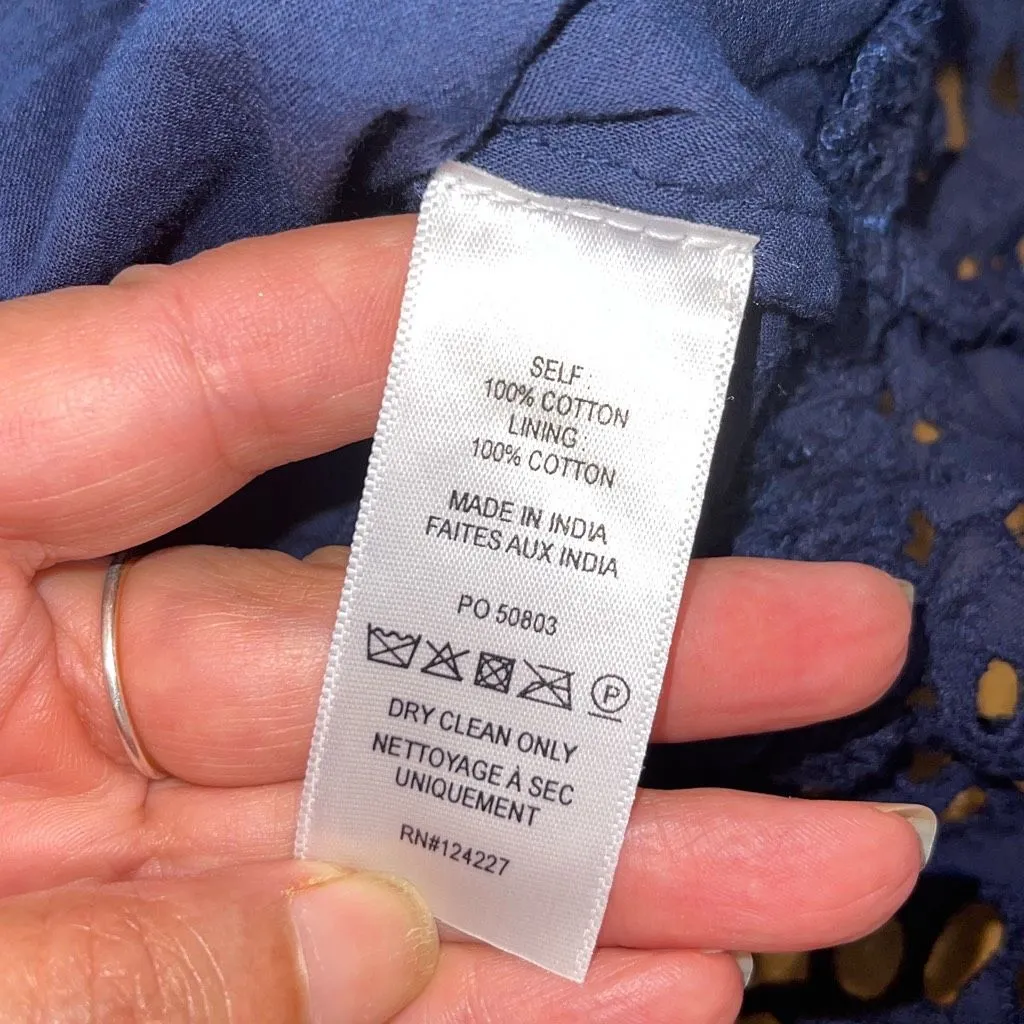 SELF:
100% COTTON
LINING
100% COTTON
MADE IN INDIA
FAITES AUX INDIA
PO 50803
P
DRY CLEAN ONLY
NETTOYAGE À SEC
UNIQUEMENT
RN#124227